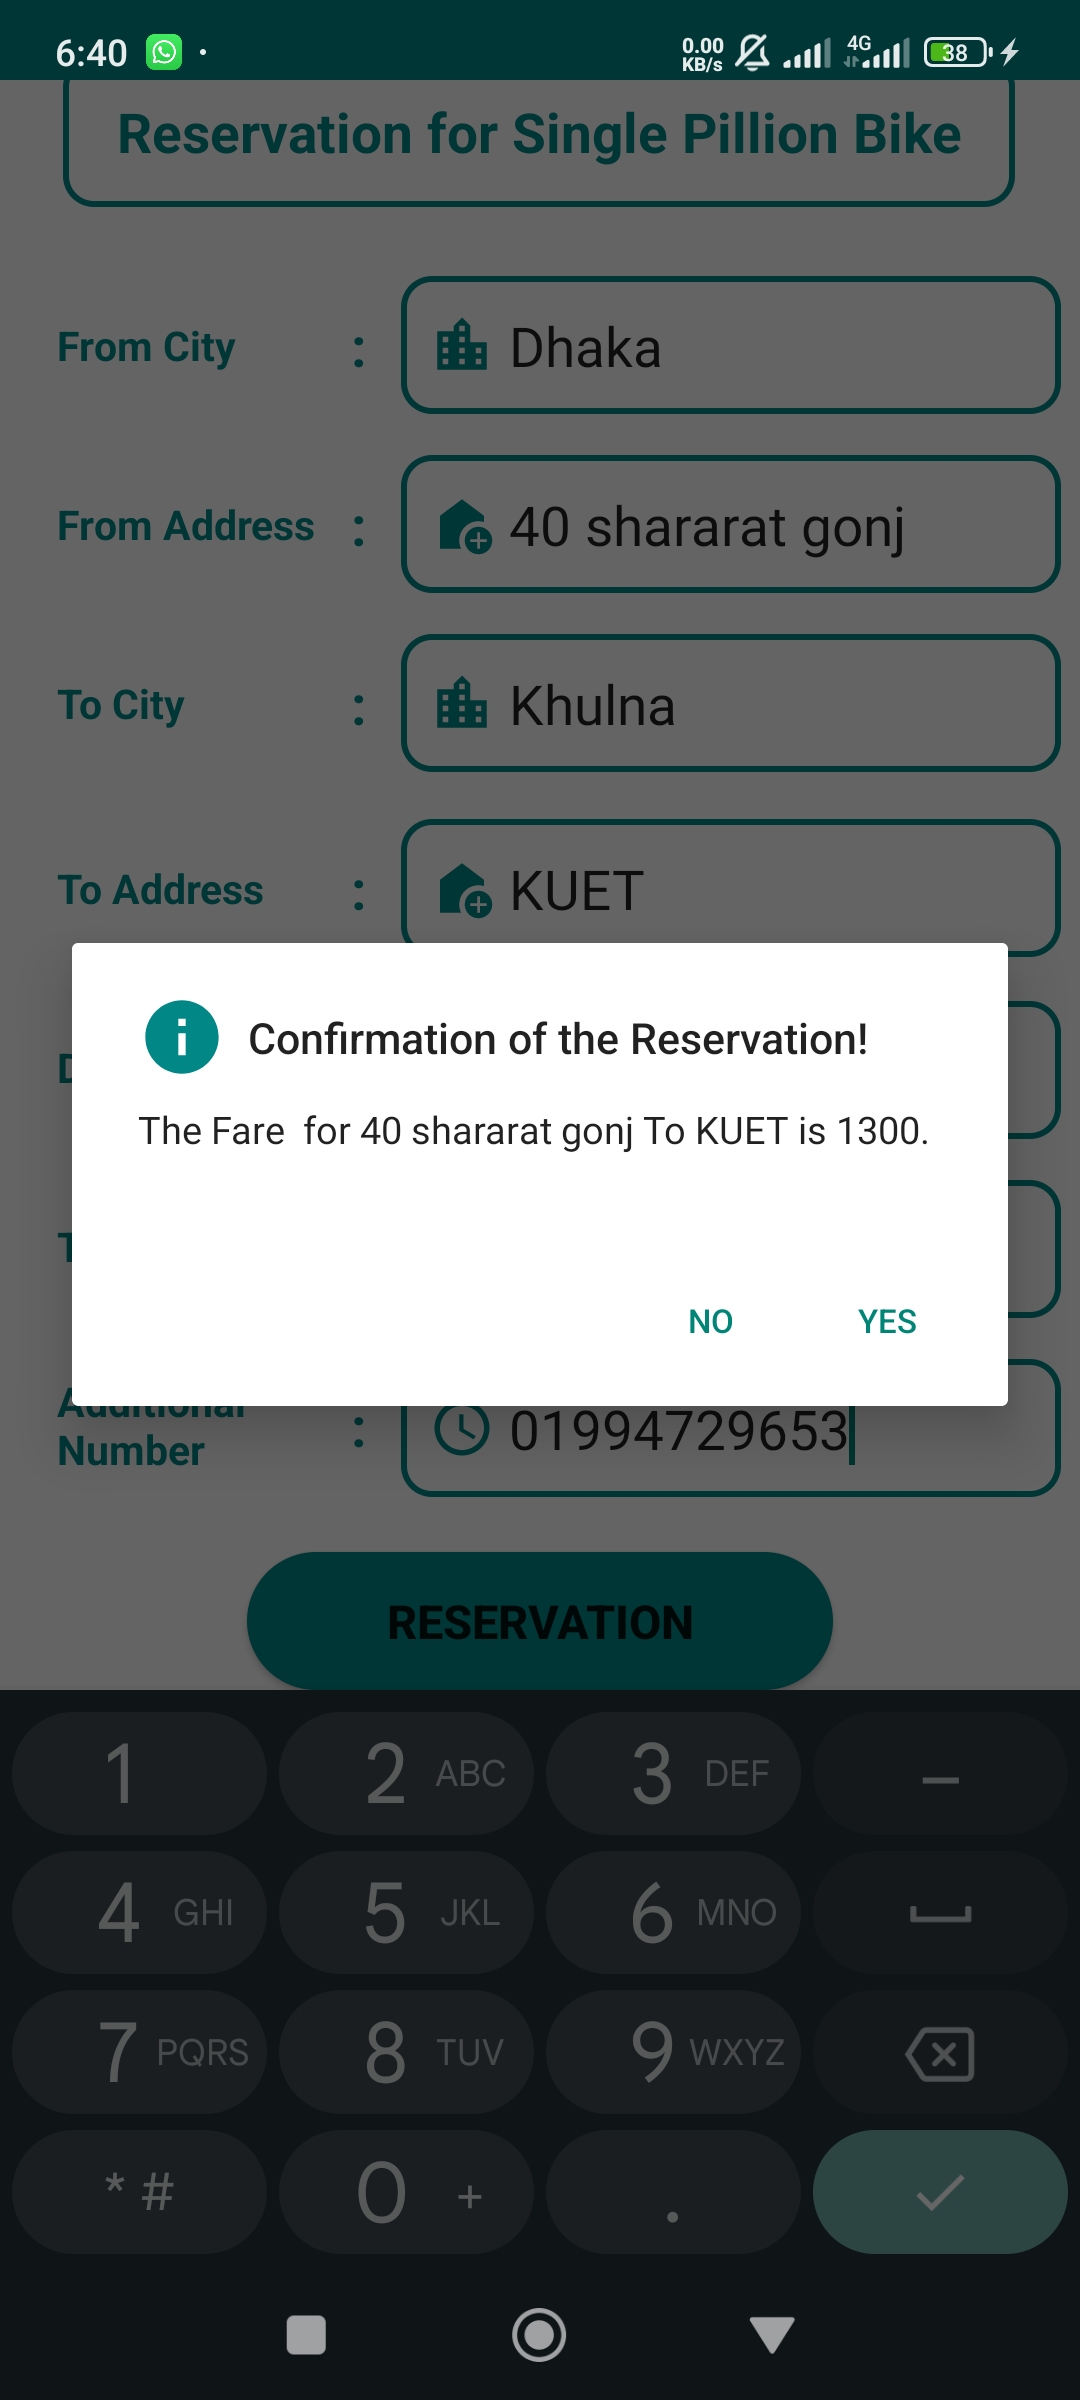 6:40
0.00
KB/s
4G
38
Reservation for Single Pillion Bike
From City : Dhaka
From Address : 40 shararat gonj
To City : Khulna
To Address : KUET
Confirmation of the Reservation!
The Fare for 40 shararat gonj To KUET is 1300.
NO YES
Additional
Number : 01994729653
RESERVATION
1 2 ABC 3 DEF –
4 GHI 5 JKL 6 MNO
7 PQRS 8 TUV 9 WXYZ
* # 0 + .